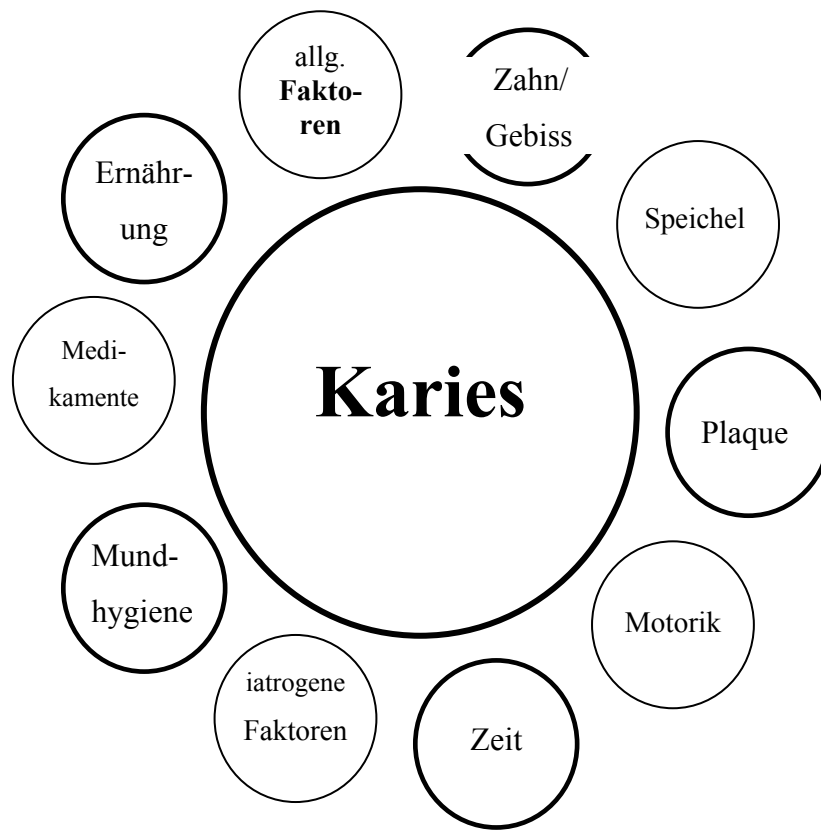 allg.
Fakto-
ren
Zahn/
Gebiss
Ernähr-
ung
Speichel
Medi-
kamente
Karies
Plaque
Mund-
hygiene
Motorik
iatrogene
Faktoren
Zeit